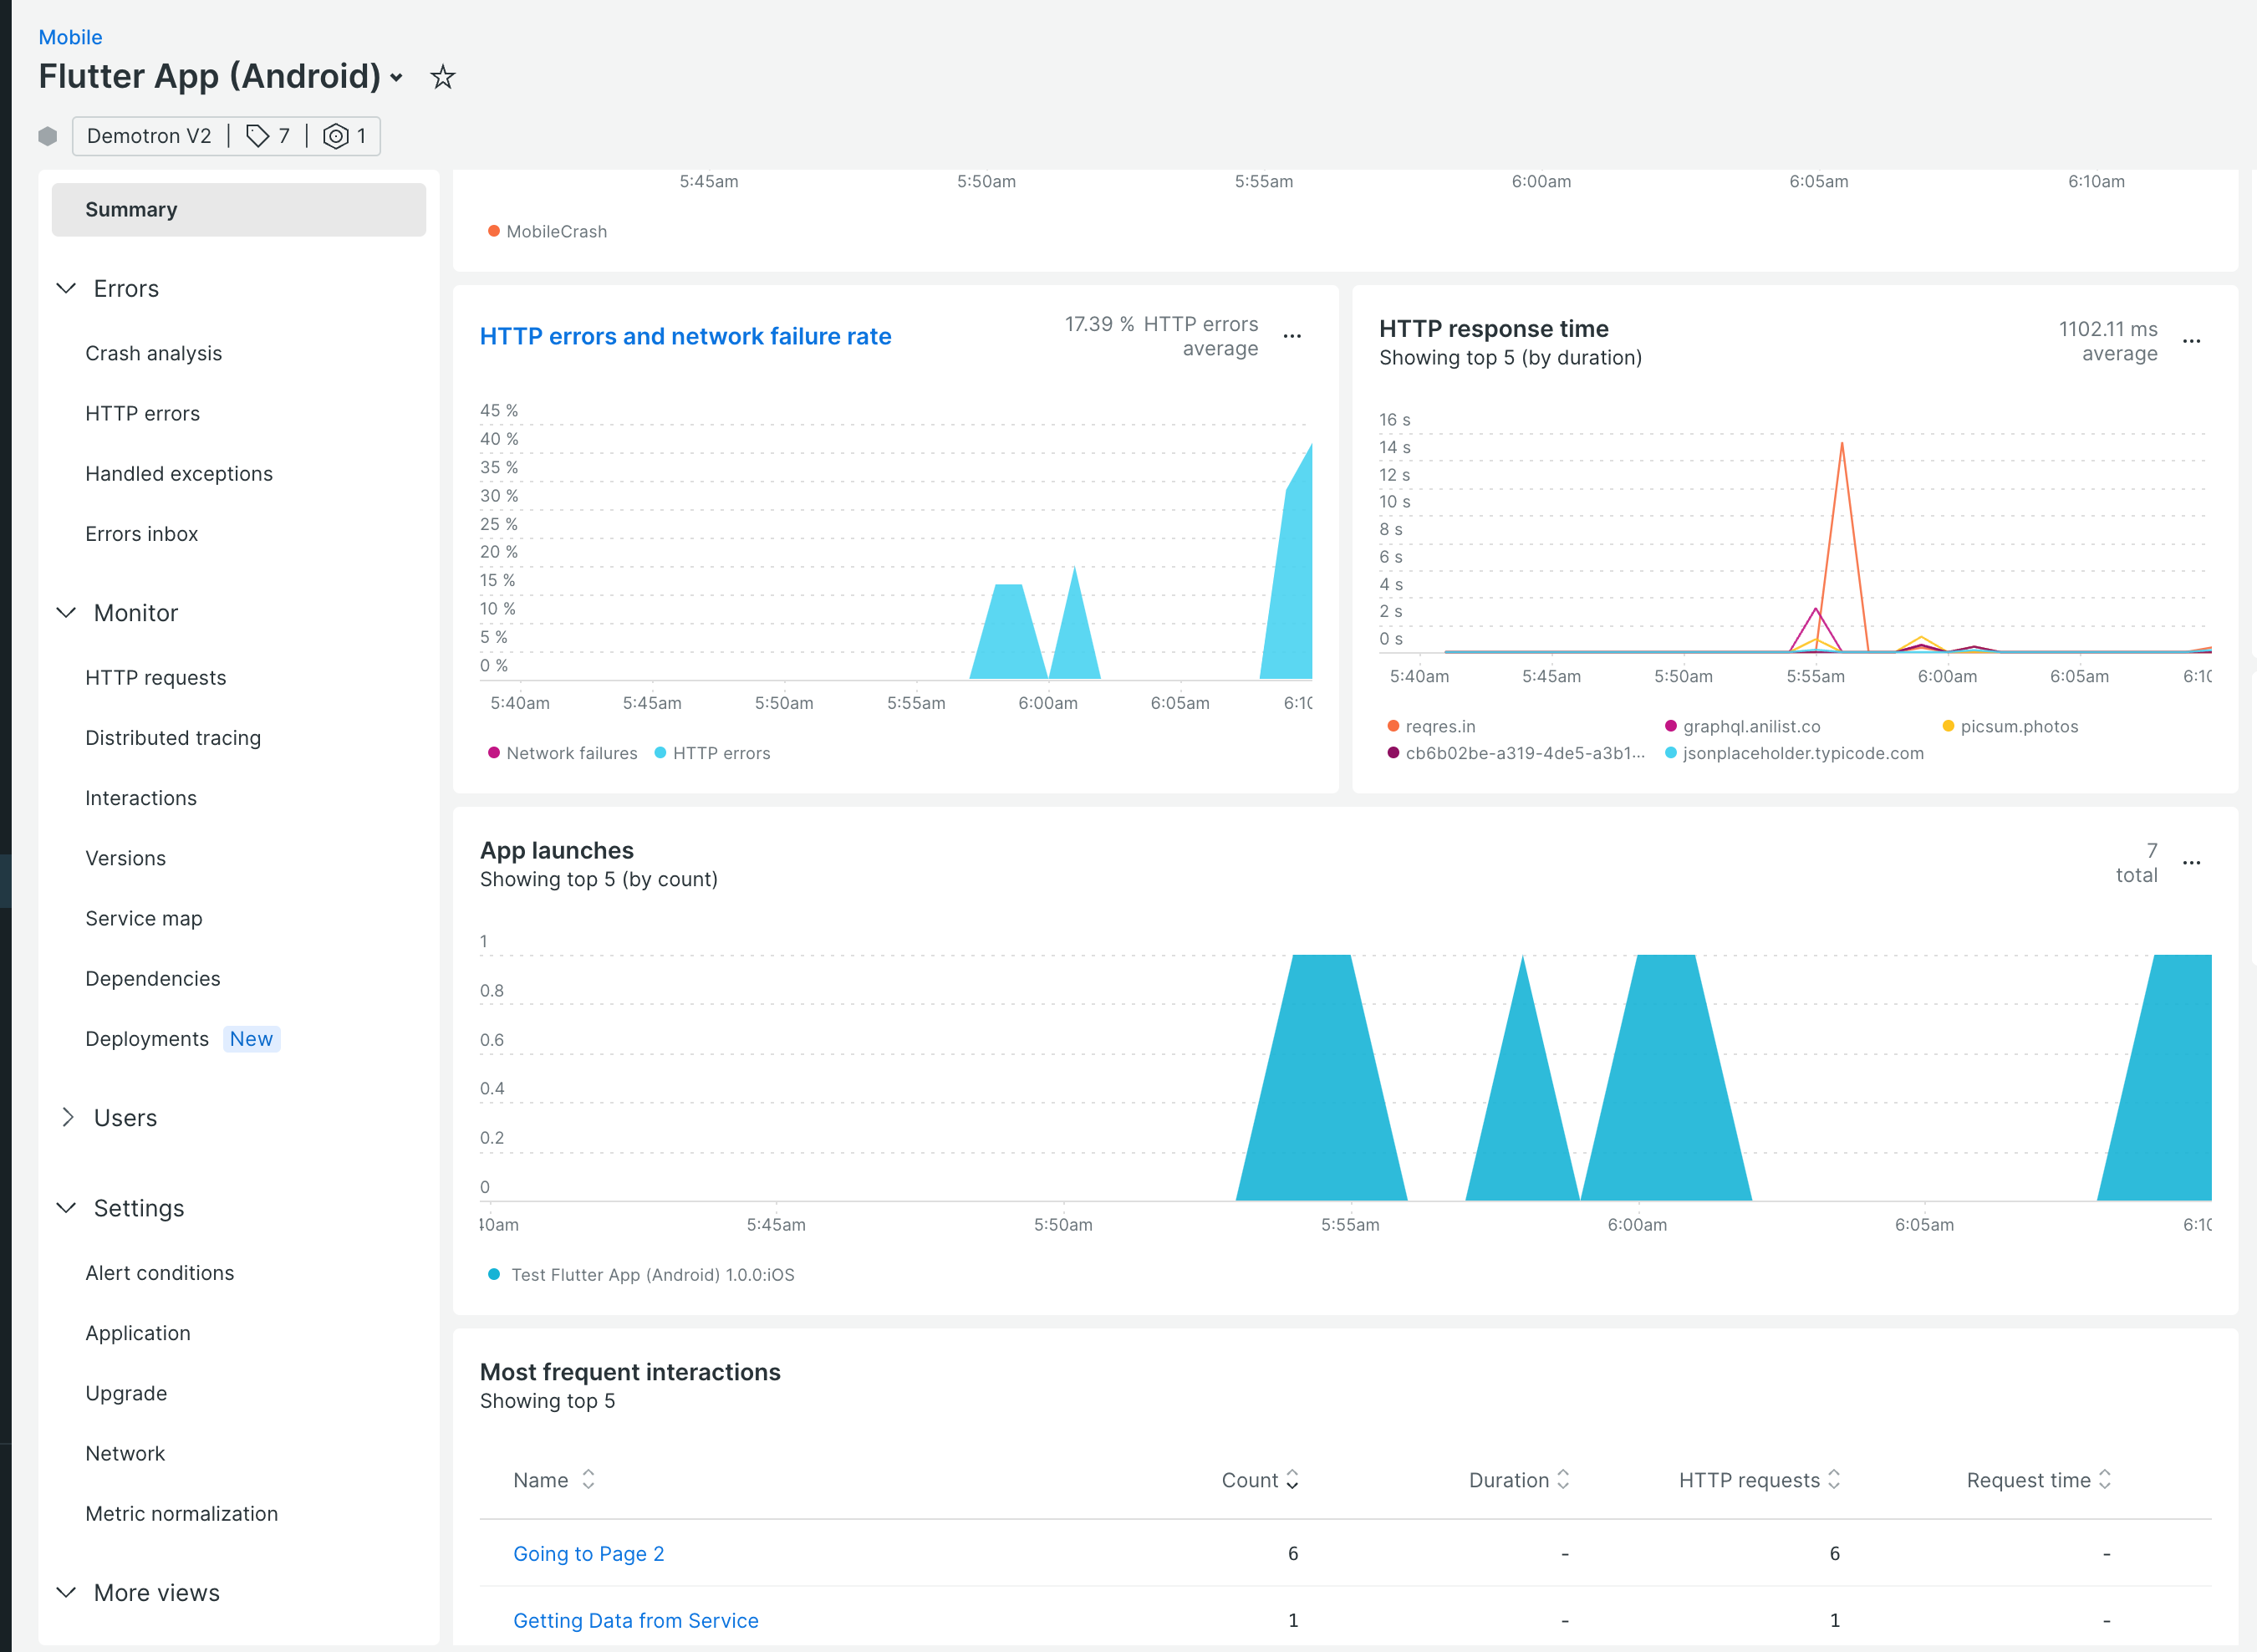 Mobile
Flutter App (Android)
Demotron V2 | 7 | 1
Summary
Errors
Crash analysis
HTTP errors
Handled exceptions
Errors inbox
Monitor
HTTP requests
Distributed tracing
Interactions
Versions
Service map
Dependencies
Deployments New
Users
Settings
Alert conditions
Application
Upgrade
Network
Metric normalization
More views
5:45am 5:50am 5:55am 6:00am 6:05am 6:10am
MobileCrash
HTTP errors and network failure rate
17.39 % HTTP errors
average
...
45 %
40 %
35 %
30 %
25 %
20 %
15 %
10 %
5 %
0 %
5:40am 5:45am 5:50am 5:55am 6:00am 6:05am 6:10
Network failures HTTP errors
HTTP response time
Showing top 5 (by duration)
1102.11 ms
average
...
16 s
14 s
12 s
10 s
8 s
6 s
4 s
2 s
0 s
5:40am 5:45am 5:50am 5:55am 6:00am 6:05am 6:10
reqres.in graphql.anilist.co picsum.photos
cb6b02be-a319-4de5-a3b1... jsonplaceholder.typicode.com
App launches
Showing top 5 (by count)
7
total
...
1
0.8
0.6
0.4
0.2
0
40am 5:45am 5:50am 5:55am 6:00am 6:05am 6:10
Test Flutter App (Android) 1.0.0:iOS
Most frequent interactions
Showing top 5
Name Count Duration HTTP requests Request time
Going to Page 2 6 - 6 -
Getting Data from Service 1 - 1 -